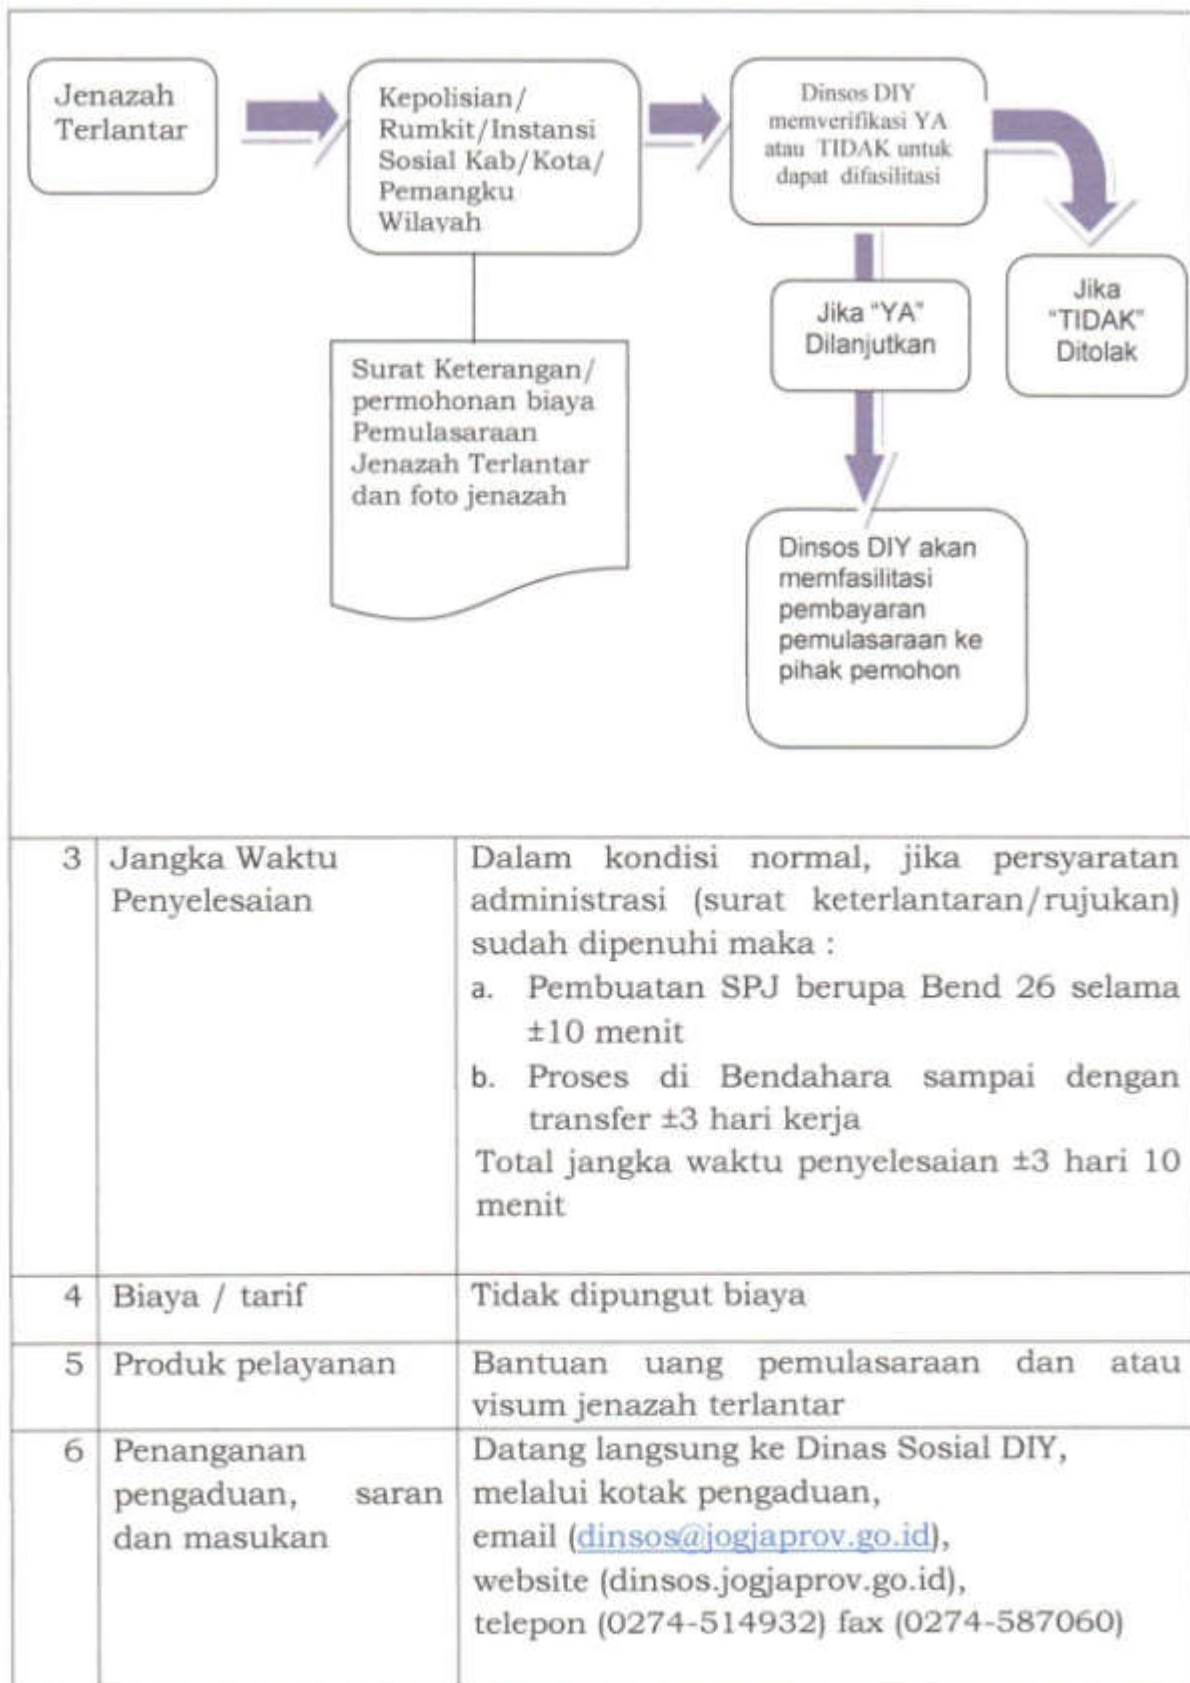 Jenazah
Terlantar
Kepolisian/
Rumkit/Instansi
Sosial Kab/Kota/
Pemangku
Wilayah
Dinsos DIY
memverifikasi YA
atau TIDAK untuk
dapat difasilitasi
Surat Keterangan/
permohonan biaya
Pemulasaraan
Jenazah Terlantar
dan foto jenazah
Jika "YA"
Dilanjutkan
Jika
"TIDAK"
Ditolak
Dinsos DIY akan
memfasilitasi
pembayaran
pemulasaraan ke
pihak pemohon
3 Jangka Waktu
Penyelesaian
Dalam kondisi normal, jika persyaratan
administrasi (surat keterlantaran/rujukan)
sudah dipenuhi maka :
a. Pembuatan SPJ berupa Bend 26 selama
±10 menit
b. Proses di Bendahara sampai dengan
transfer ±3 hari kerja
Total jangka waktu penyelesaian ±3 hari 10
menit
4 Biaya / tarif
Tidak dipungut biaya
5 Produk pelayanan
Bantuan uang pemulasaraan dan atau
visum jenazah terlantar
6 Penanganan
pengaduan, saran
dan masukan
Datang langsung ke Dinas Sosial DIY,
melalui kotak pengaduan,
email (dinsos@jogjaprov.go.id),
website (dinsos.jogjaprov.go.id),
telepon (0274-514932) fax (0274-587060)